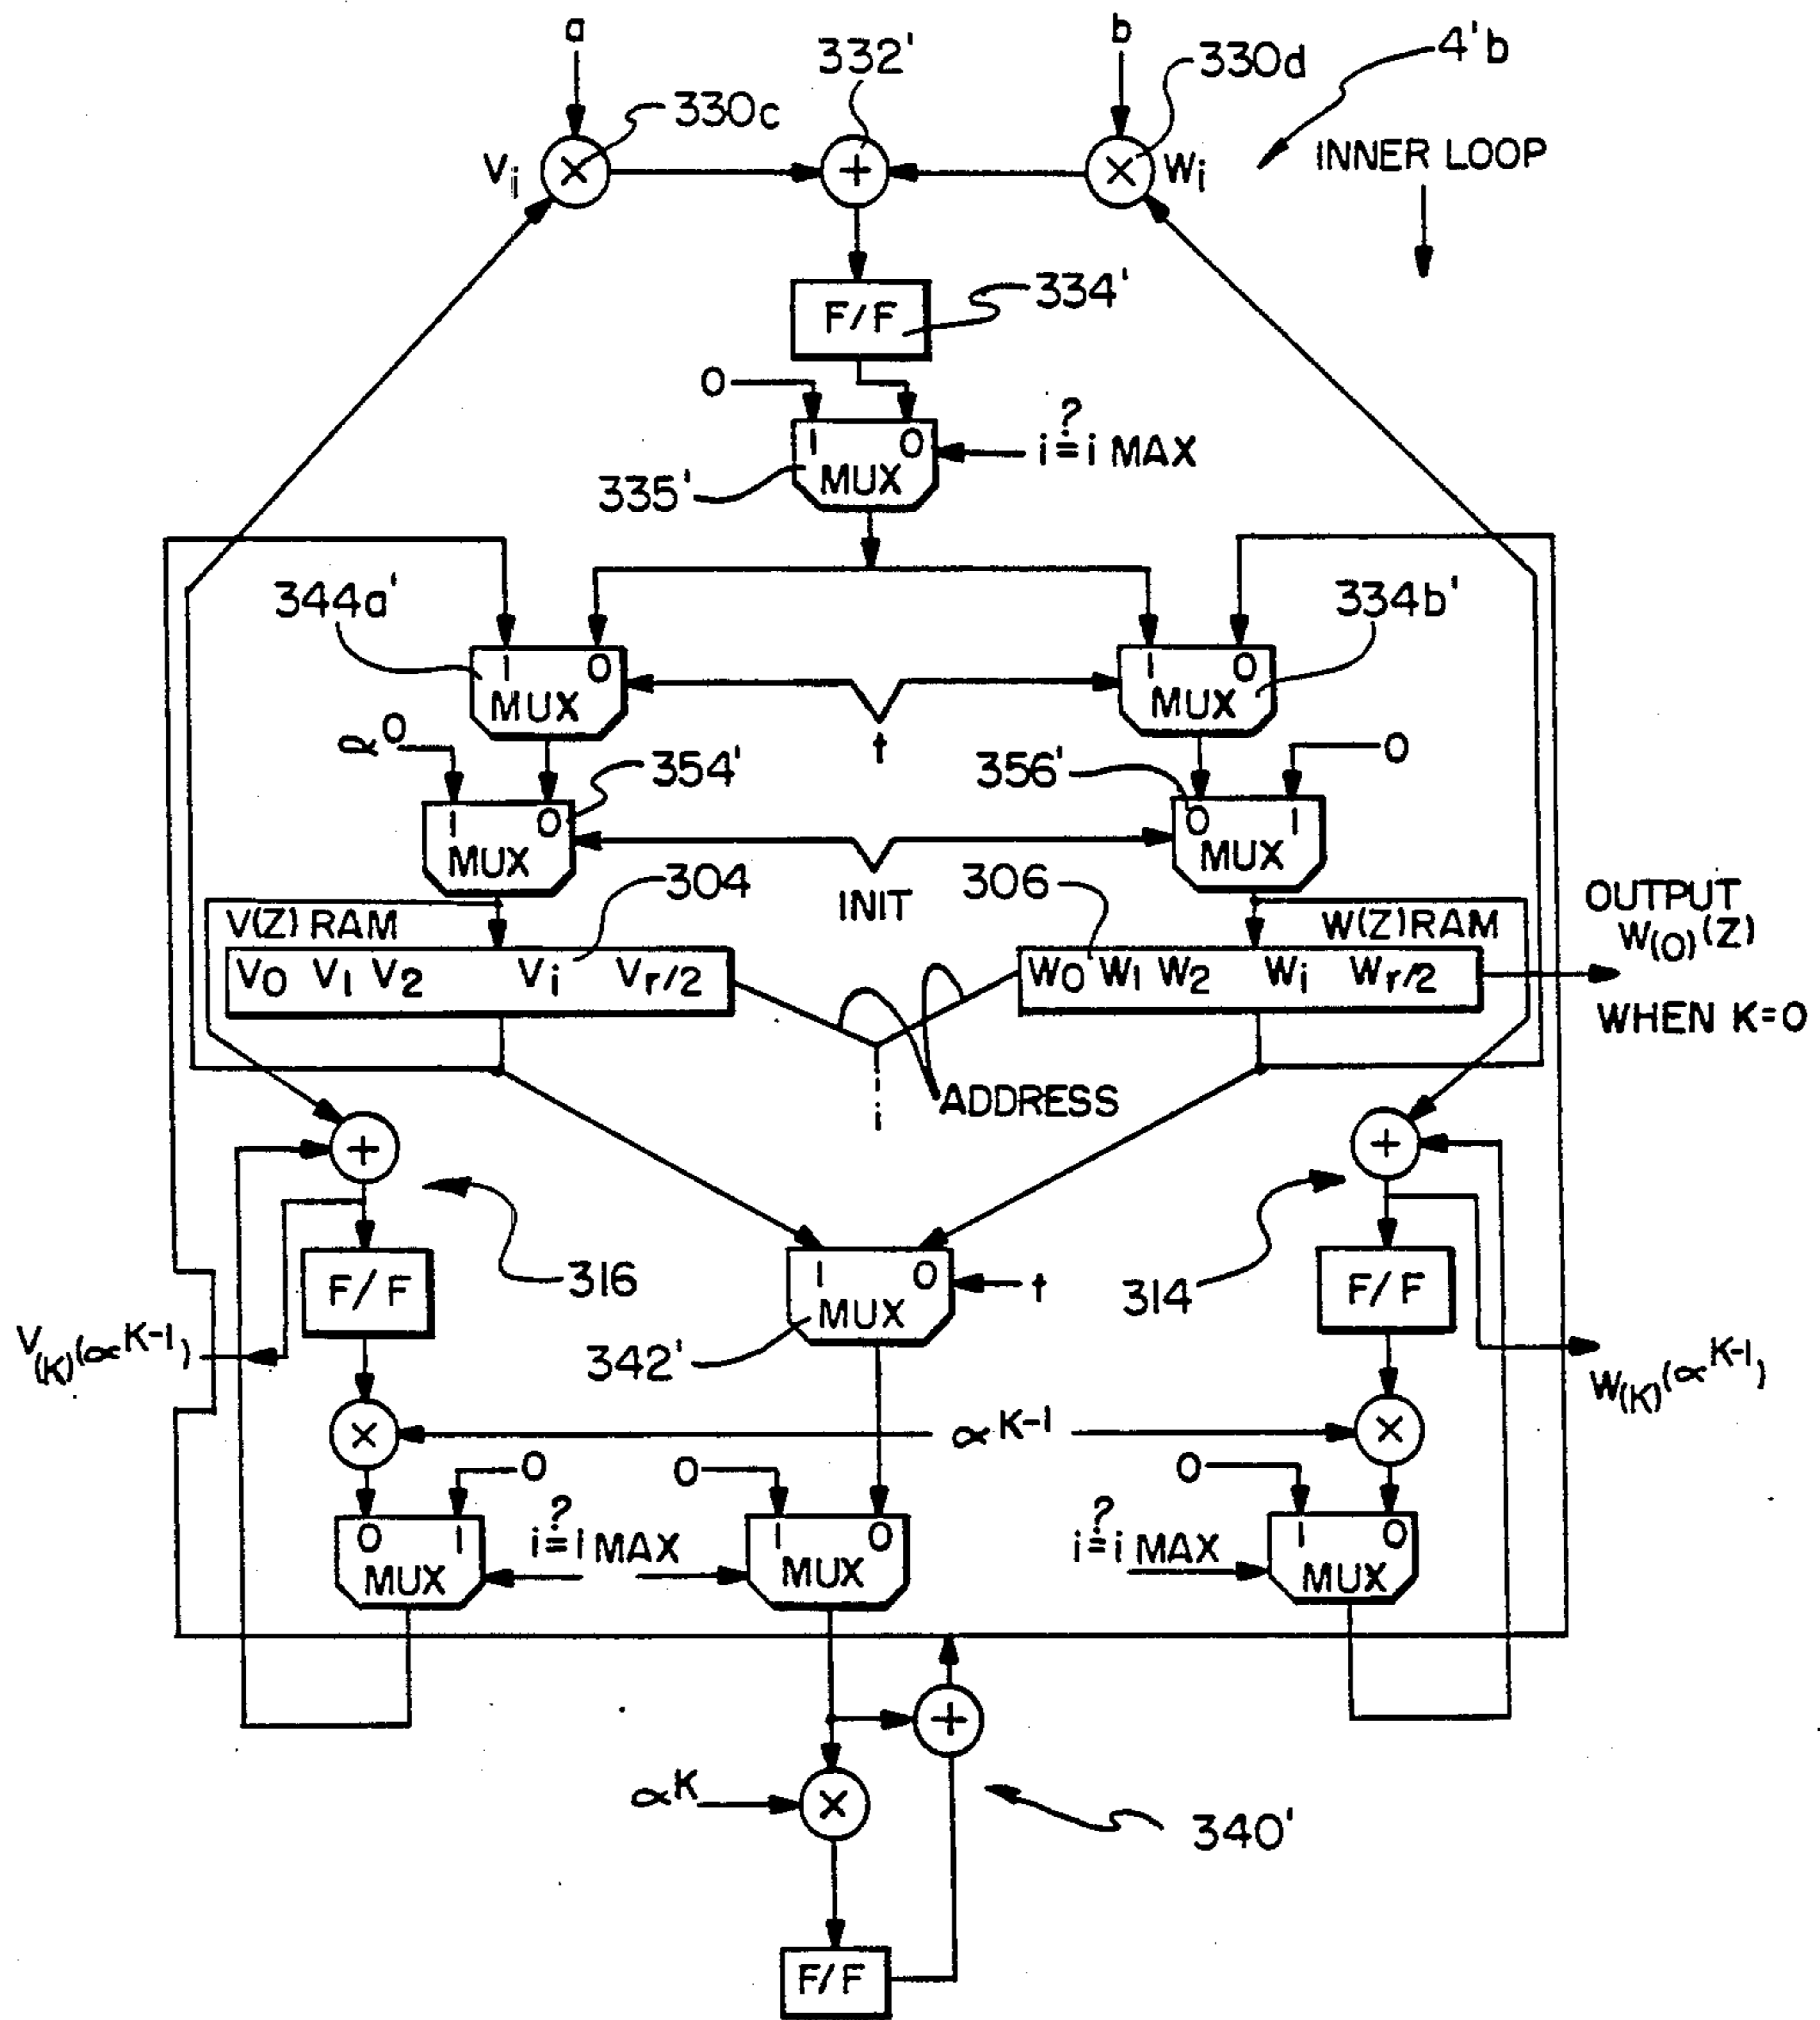 a
332'
b
330d
4'b
330c
INNER LOOP
Vi
×
+
×
Wi
F/F
334'
0
1
0
i ?= i MAX
MUX
335'
344a'
334b'
1
0
MUX
1
0
MUX
t
α0
354'
356'
0
1
0
MUX
0
1
MUX
INIT
304
306
V(Z) RAM
W(Z) RAM
OUTPUT
W(0)(Z)
WHEN K=0
V0 V1 V2 Vi Vr/2
W0 W1 W2 Wi Wr/2
ADDRESS
i
+
+
316
314
F/F
1
0
MUX
t
F/F
342'
V(K)(αK-1)
W(K)(αK-1)
×
αK-1
×
0
0
0
0
1
MUX
i ?= i MAX
1
0
MUX
i ?= i MAX
1
0
MUX
+
αK
×
340'
F/F